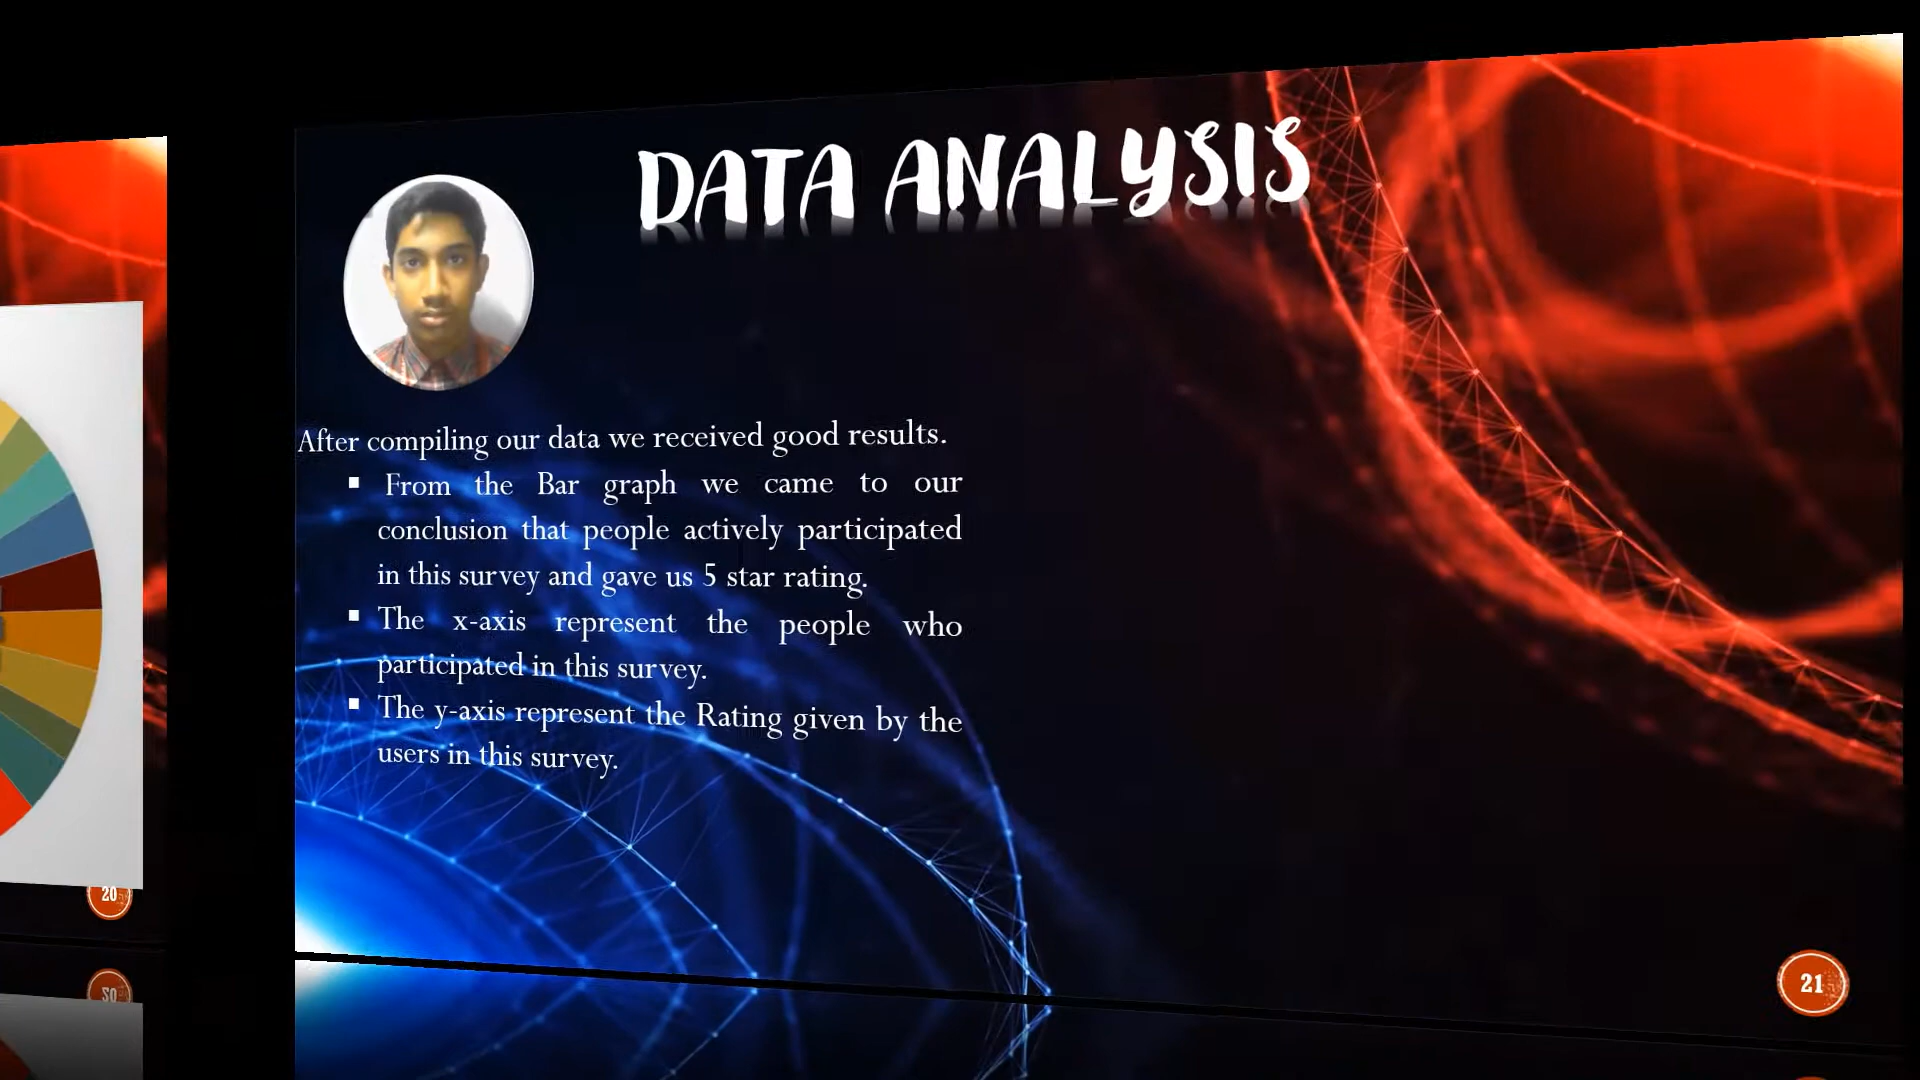 DATA ANALYSIS
After compiling our data we received good results.
▪ From the Bar graph we came to our
conclusion that people actively participated
in this survey and gave us 5 star rating.
▪ The x-axis represent the people who
participated in this survey.
▪ The y-axis represent the Rating given by the
users in this survey.
20
21